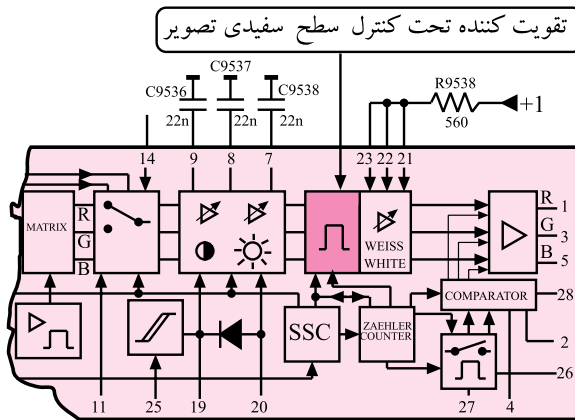 تقویت کننده تحت کنترل سطح سفیدی تصویر
C9536
C9537
C9538
22n
22n
22n
R9538
560
+1
14
9
8
7
23
22
21
MATRIX
R
G
B
WEISS
WHITE
R
1
G
3
B
5
SSC
ZAEHLER
COUNTER
COMPARATOR
28
2
26
11
25
19
20
27
4